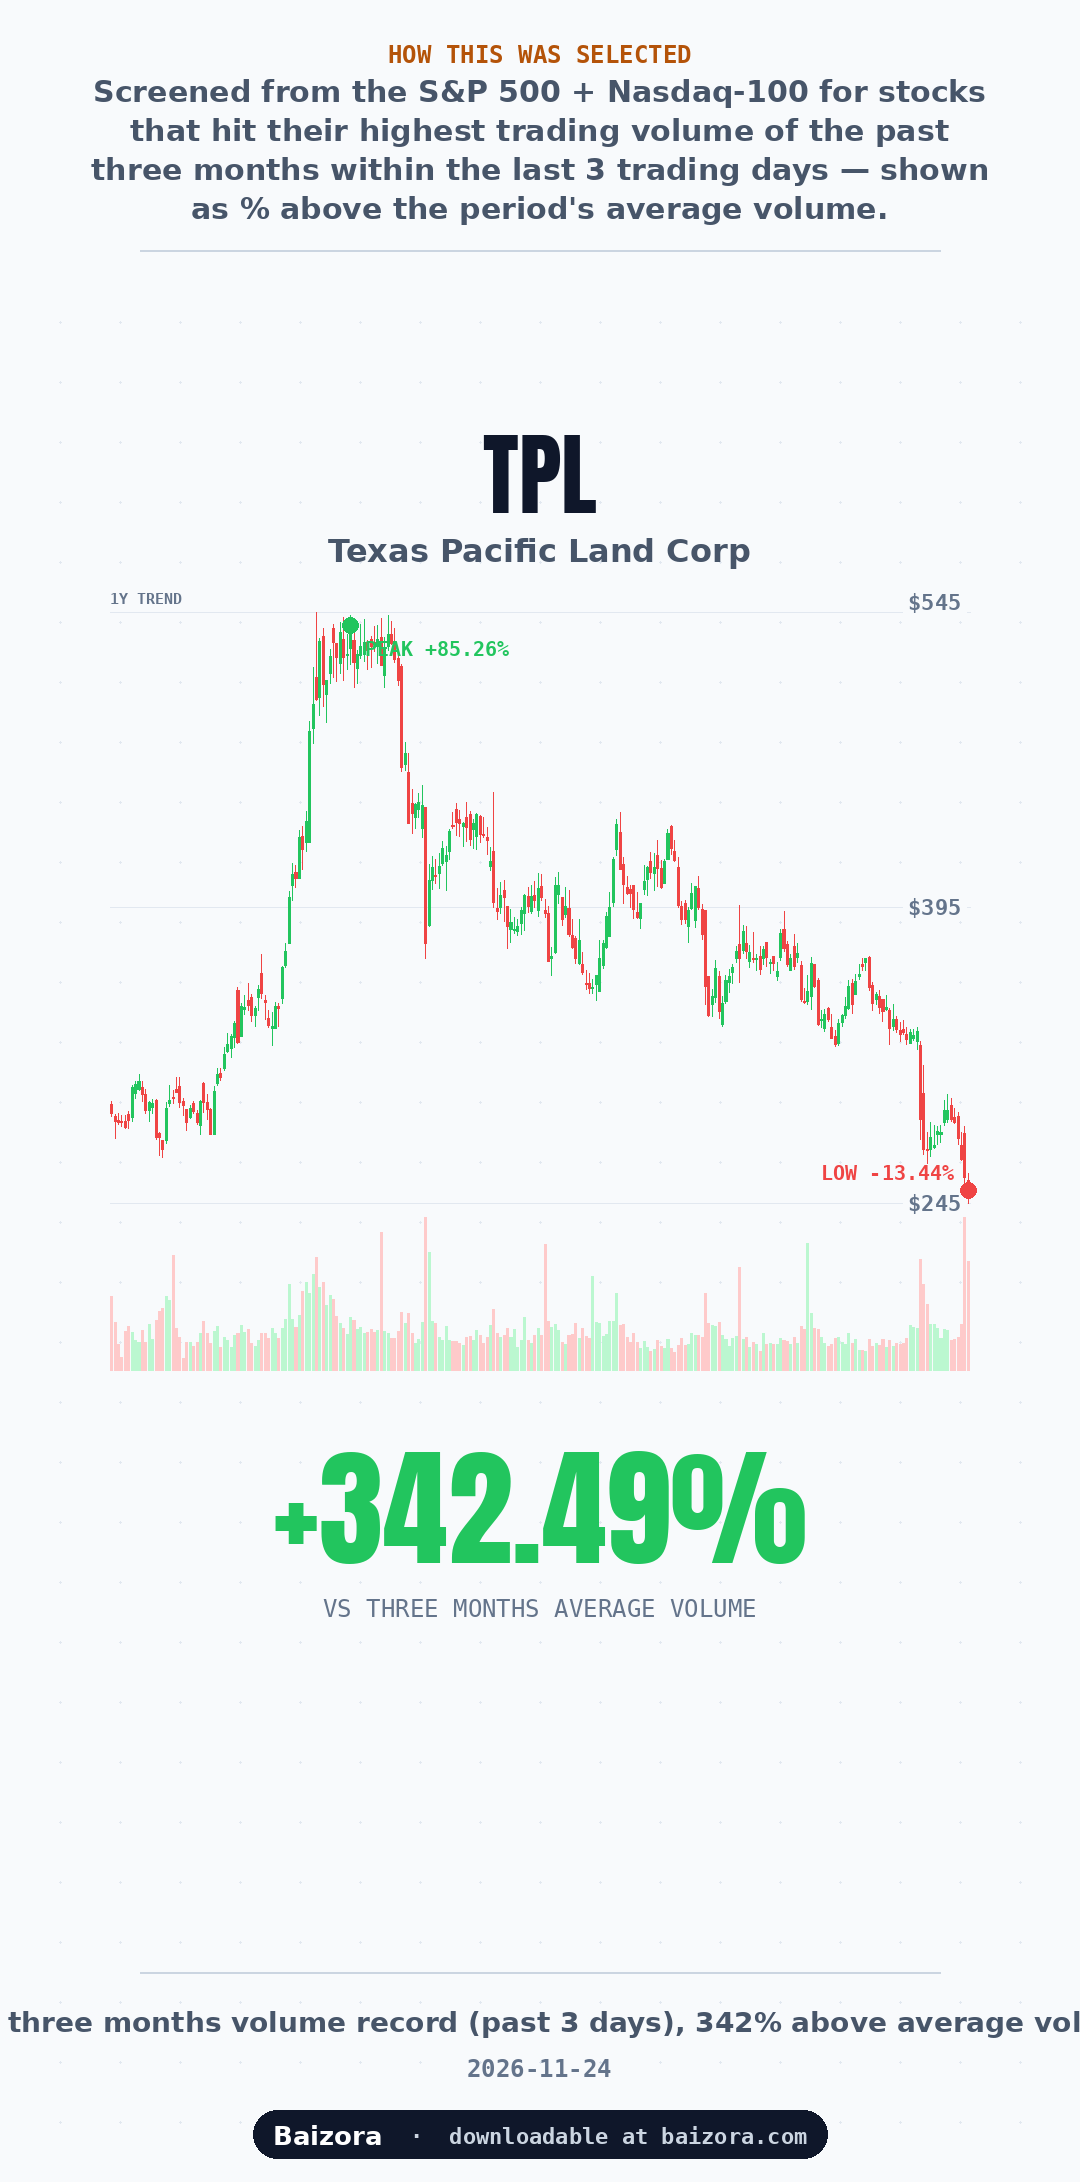 HOW THIS WAS SELECTED
Screened from the S&P 500 + Nasdaq-100 for stocks
that hit their highest trading volume of the past
three months within the last 3 trading days — shown
as % above the period's average volume.
TPL
Texas Pacific Land Corp
1Y TREND
$545
PEAK +85.26%
$395
LOW -13.44%
$245
+342.49%
VS THREE MONTHS AVERAGE VOLUME
three months volume record (past 3 days), 342% above average vol
2026-11-24
Baizora · downloadable at baizora.com